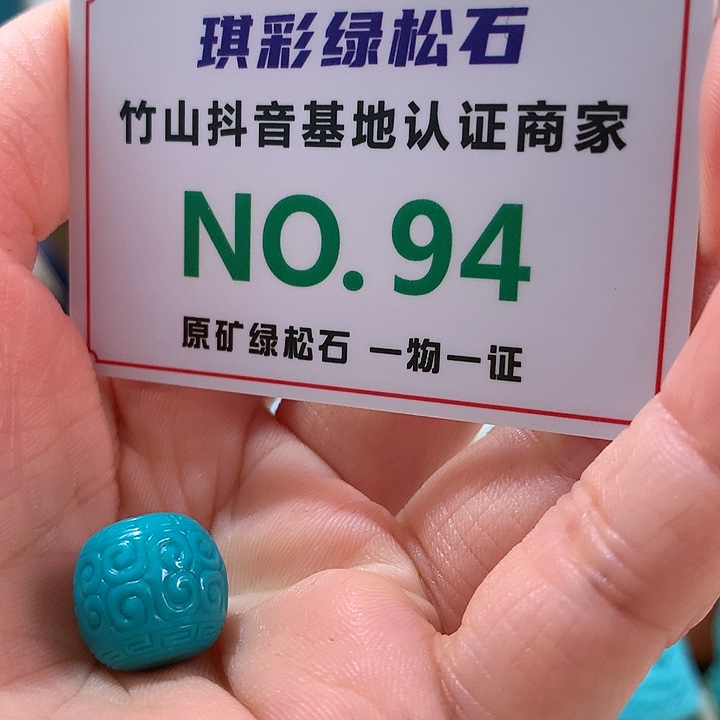 琪彩绿松石
竹山抖音基地认证商家
NO.94
原矿绿松石 一物一证